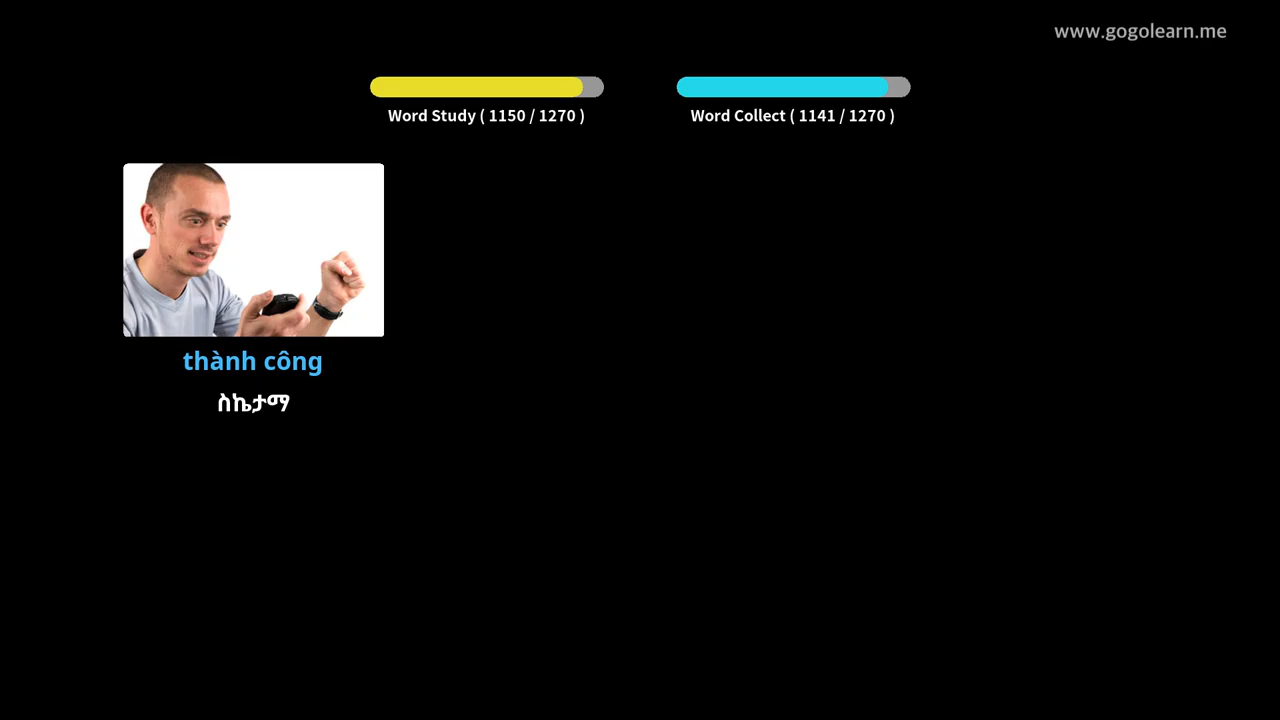 www.gogolearn.me
Word Study ( 1150 / 1270 )
Word Collect ( 1141 / 1270 )
thành công
ስኬታማ